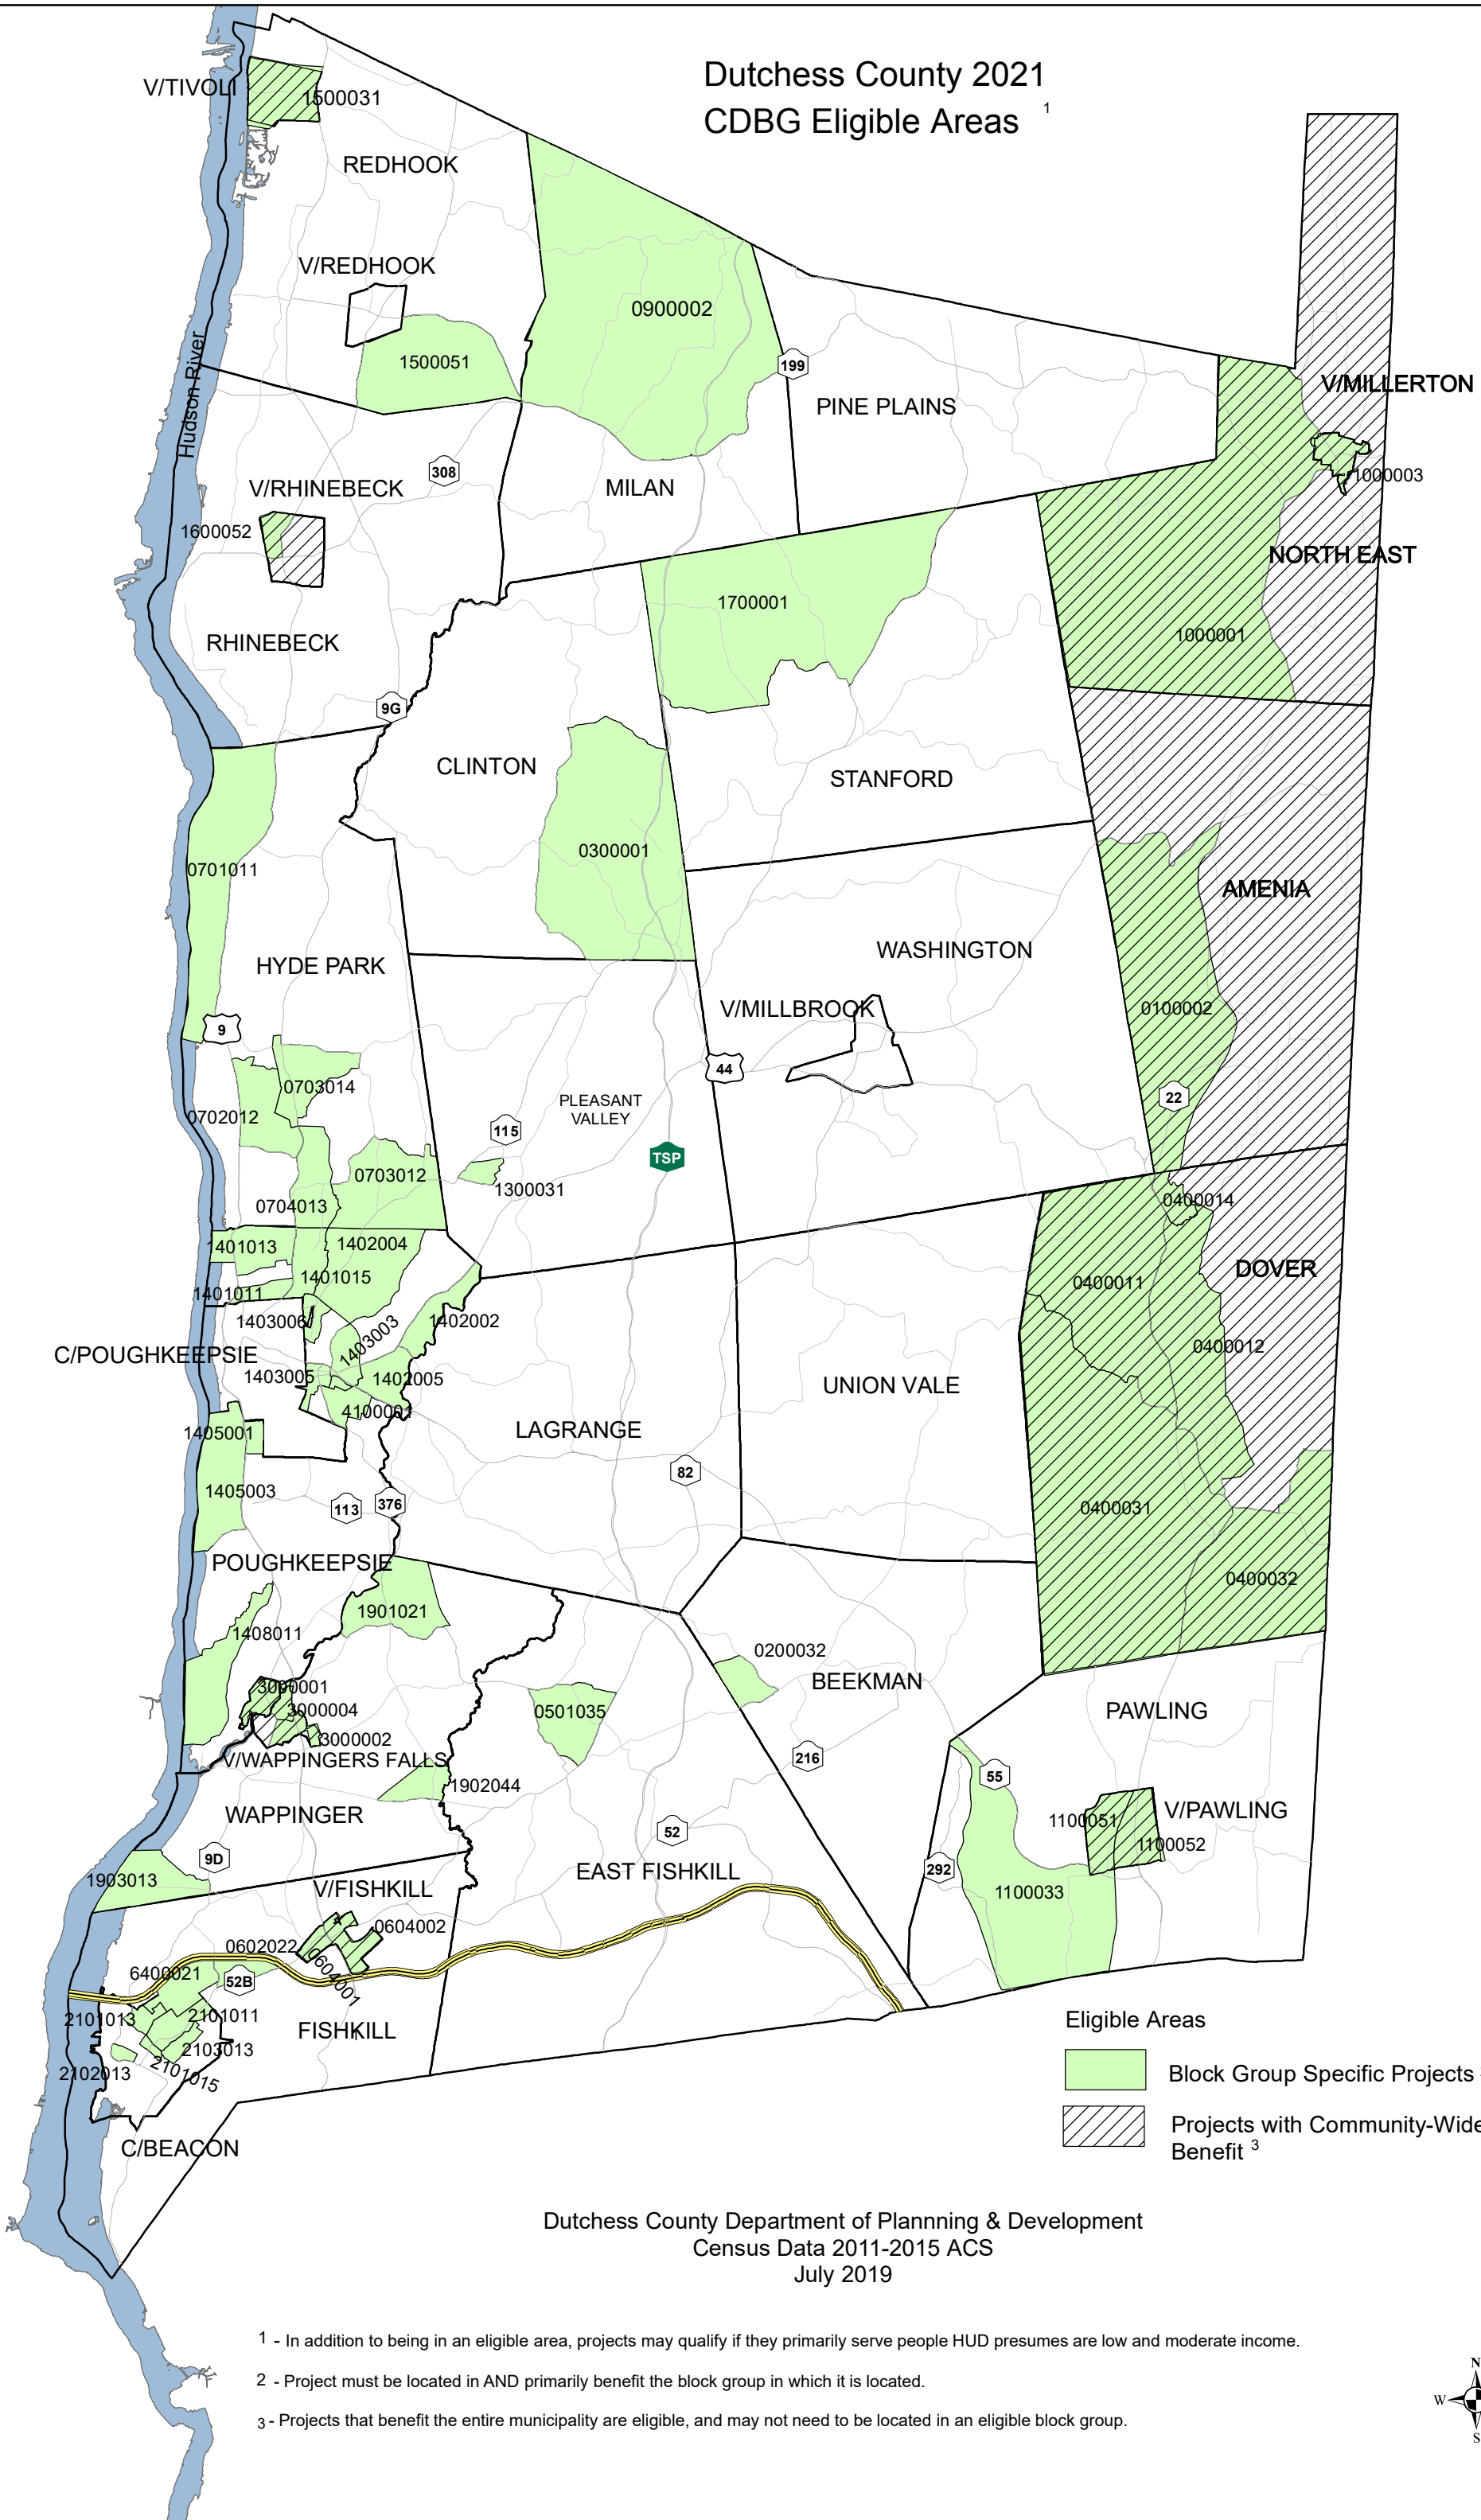 Dutchess County 2021
CDBG Eligible Areas 1
V/TIVOLI
1500031
REDHOOK
V/REDHOOK
0900002
1500051
199
Hudson River
V/MILLERTON
PINE PLAINS
308
1000003
V/RHINEBECK
MILAN
1600052
NORTH EAST
1700001
1000001
RHINEBECK
9G
CLINTON
STANFORD
0300001
0701011
AMENIA
WASHINGTON
HYDE PARK
0100002
V/MILLBROOK
9
44
0703014
22
PLEASANT
VALLEY
0702012
115
TSP
0703012
1300031
0400014
0704013
1402004
1401013
DOVER
1401015
0400011
1401011
1403006
1402002
1403003
0400012
C/POUGHKEEPSIE
1403005
1402005
UNION VALE
4100001
LAGRANGE
1405001
82
1405003
113
376
0400031
POUGHKEEPSIE
0400032
1901021
1408011
0200032
BEEKMAN
3000001
3000004
0501035
PAWLING
3000002
216
V/WAPPINGERS FALLS
55
1902044
WAPPINGER
V/PAWLING
1100051
52
1100052
9D
292
EAST FISHKILL
1903013
V/FISHKILL
1100033
0604002
0602022
0604001
6400021
52B
2101013
2101011
FISHKILL
2103013
2102013
2101015
C/BEACON
Eligible Areas
Block Group Specific Projects
Projects with Community-Wide
Benefit 3
Dutchess County Department of Plannning & Development
Census Data 2011-2015 ACS
July 2019
1 - In addition to being in an eligible area, projects may qualify if they primarily serve people HUD presumes are low and moderate income.
2 - Project must be located in AND primarily benefit the block group in which it is located.
3 - Projects that benefit the entire municipality are eligible, and may not need to be located in an eligible block group.
N
W
S